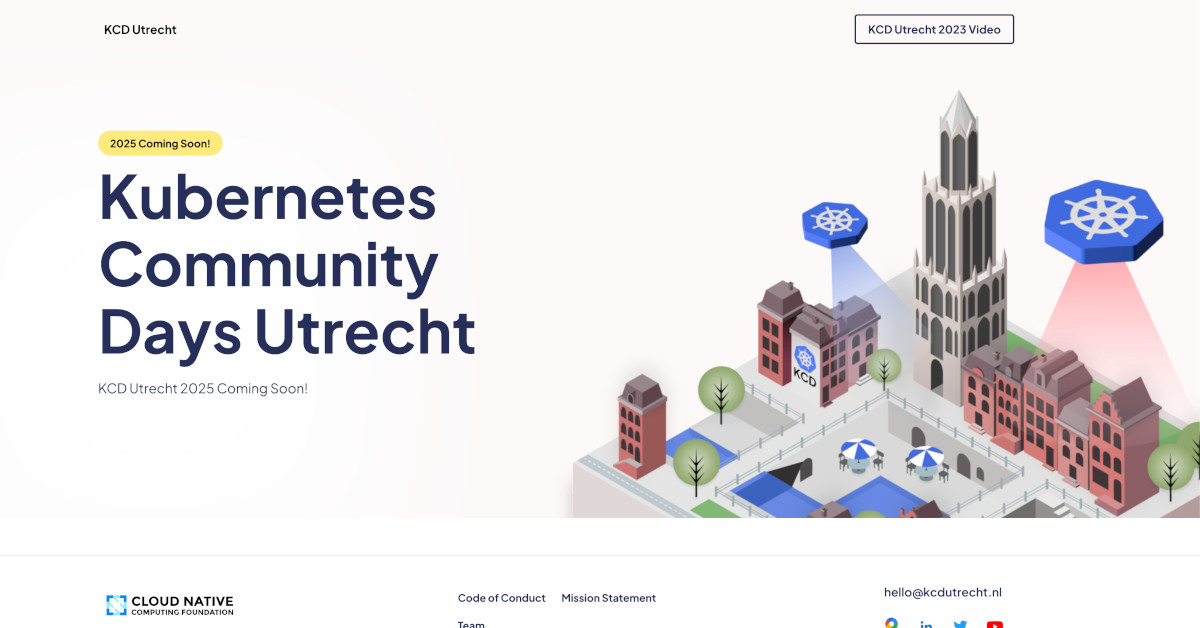 KCD Utrecht
KCD Utrecht 2023 Video
2025 Coming Soon!
Kubernetes
Community
Days Utrecht
KCD Utrecht 2025 Coming Soon!
KCD
CLOUD NATIVE
COMPUTING FOUNDATION
Code of Conduct
Mission Statement
Team
hello@kcdutrecht.nl
in